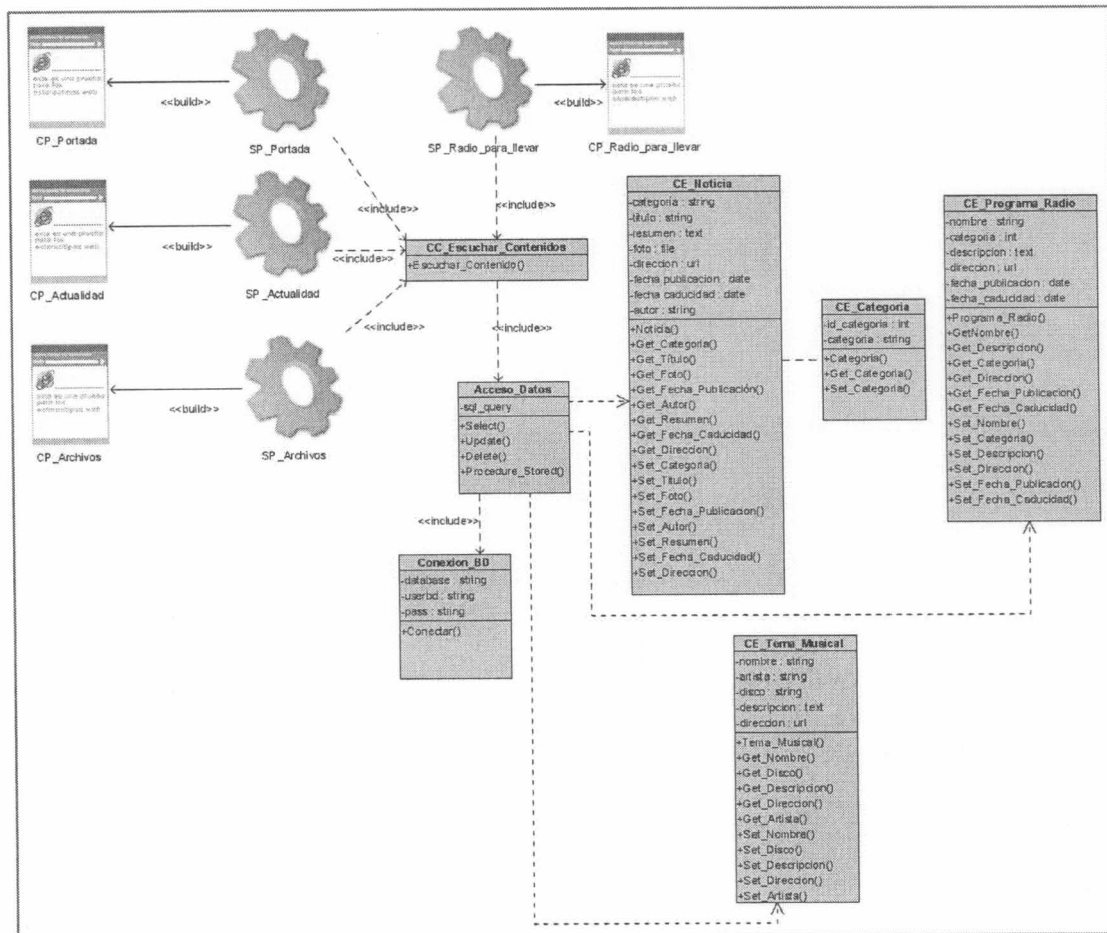 <<build>>
CP_Portada
SP_Portada
<<build>>
SP_Radio_para_llevar
CP_Radio_para_llevar
<<include>>
<<include>>
<<build>>
CP_Actualidad
SP_Actualidad
<<include>>
CC_Escuchar_Contenidos
+Escuchar_Contenido()
<<include>>
<<include>>
<<build>>
CP_Archivos
SP_Archivos
Acceso_Datos
-sql_query
+Select()
+Update()
+Delete()
+Procedure_Stored()
<<include>>
Conexion_BD
-database : string
-userbd : string
-pass : string
+Conectar()
CE_Noticia
-categoria : string
-titulo : string
-resumen : text
-foto : file
-direccion : url
-fecha publicacion : date
-fecha caducidad : date
-autor : string
+Noticia()
+Get_Categoria()
+Get_Título()
+Get_Foto()
+Get_Fecha_Publicación()
+Get_Autor()
+Get_Resumen()
+Get_Fecha_Caducidad()
+Get_Direccion()
+Set_Categoria()
+Set_Titulo()
+Set_Foto()
+Set_Fecha_Publicacion()
+Set_Autor()
+Set_Resumen()
+Set_Fecha_Caducidad()
+Set_Direccion()
CE_Categoria
-id_categoria : int
-categoria : string
+Categoria()
+Get_Categoria()
+Set_Categoria()
CE_Programa_Radio
-nombre : string
-categoria : int
-descripcion : text
-direccion : url
-fecha_publicacion : date
-fecha_caducidad : date
+Programa_Radio()
+GetNombre()
+Get_Descripcion()
+Get_Categoria()
+Get_Direccion()
+Get_Fecha_Publicacion()
+Get_Fecha_Caducidad()
+Set_Nombre()
+Set_Categoria()
+Set_Descripcion()
+Set_Direccion()
+Set_Fecha_Publicacion()
+Set_Fecha_Caducidad()
CE_Tema_Musical
-nombre : string
-artista : string
-disco : string
-descripcion : text
-direccion : url
+Tema_Musical()
+Get_Nombre()
+Get_Disco()
+Get_Descripcion()
+Get_Direccion()
+Get_Artista()
+Set_Nombre()
+Set_Disco()
+Set_Descripcion()
+Set_Direccion()
+Set_Artista()